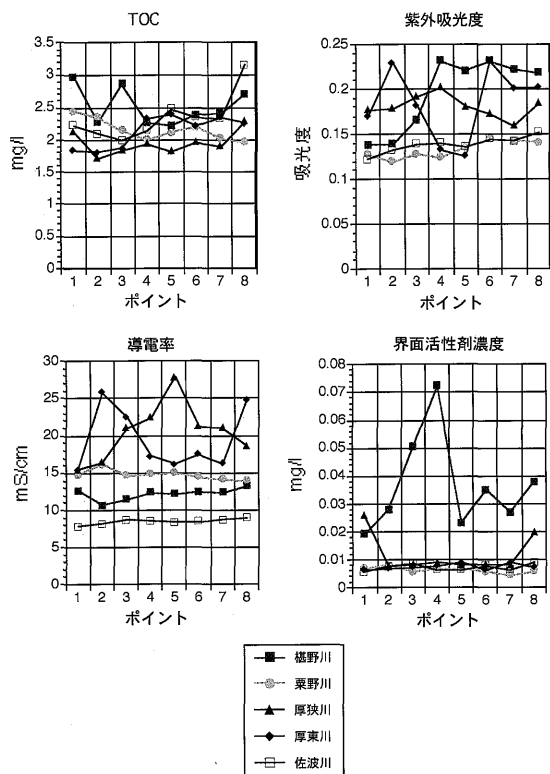 TOC
3.5
3
2.5
2
1.5
1
0.5
0
mg/l
1 2 3 4 5 6 7 8
ポイント
紫外吸光度
0.25
0.2
0.15
0.1
0.05
0
吸光度
1 2 3 4 5 6 7 8
ポイント
導電率
30
25
20
15
10
5
0
mS/cm
1 2 3 4 5 6 7 8
ポイント
界面活性剤濃度
0.08
0.07
0.06
0.05
0.04
0.03
0.02
0.01
0
mg/l
1 2 3 4 5 6 7 8
ポイント
椹野川
粟野川
厚狭川
厚東川
佐波川